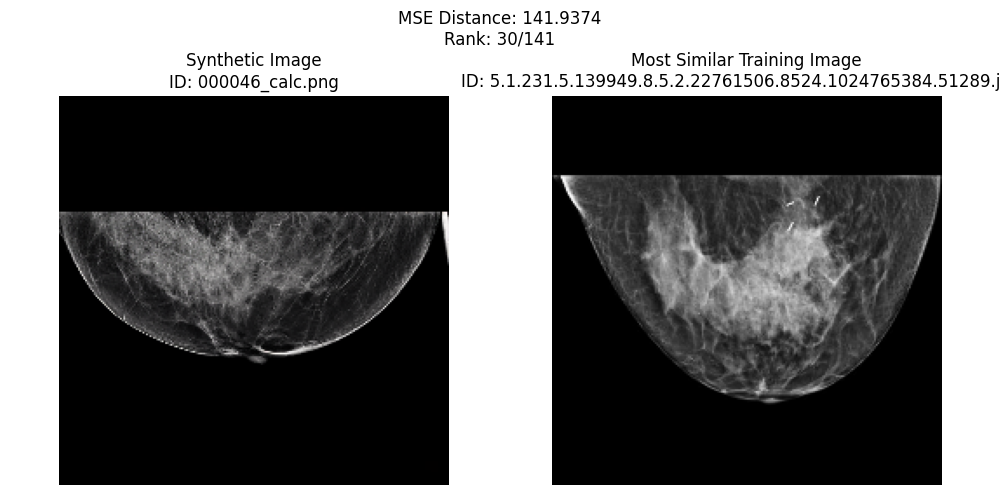 MSE Distance: 141.9374
Rank: 30/141
Synthetic Image
ID: 000046_calc.png
Most Similar Training Image
ID: 5.1.231.5.139949.8.5.2.22761506.8524.1024765384.51289.j